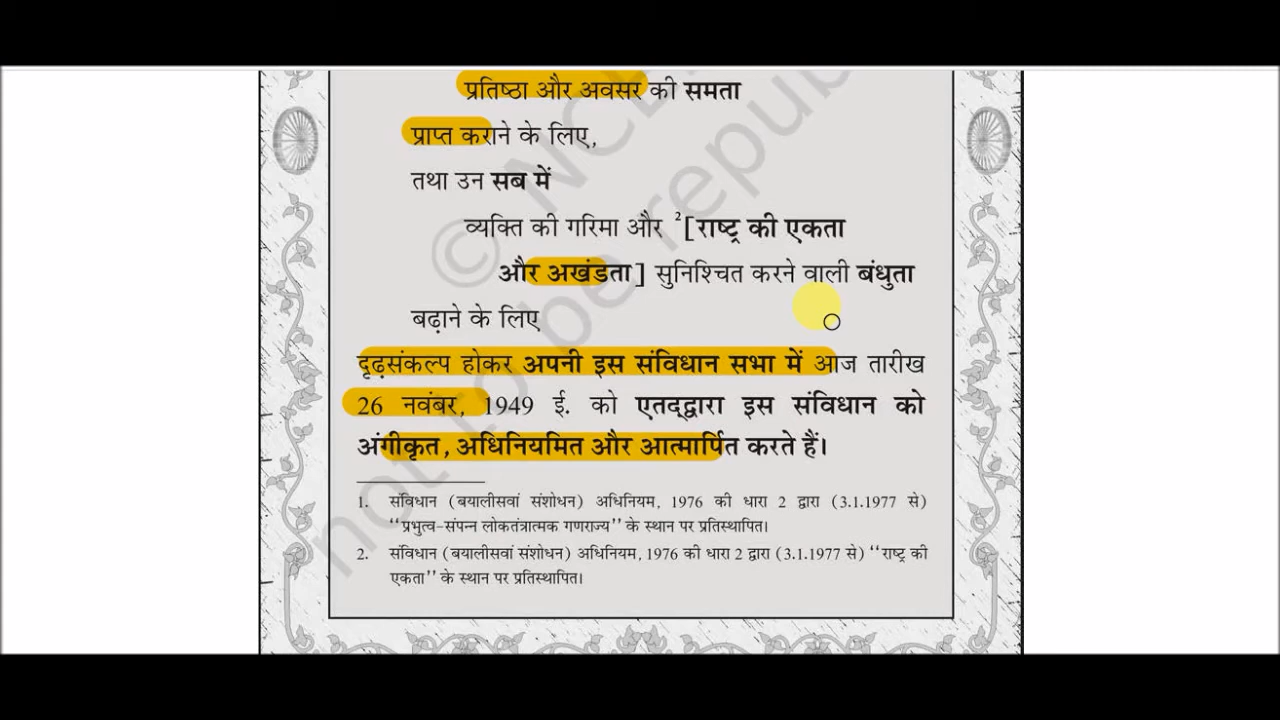 प्रतिष्ठा और अवसर की समता
प्राप्त कराने के लिए,
तथा उन सब में
व्यक्ति की गरिमा और ²[राष्ट्र की एकता
और अखंडता] सुनिश्चित करने वाली बंधुता
बढ़ाने के लिए
दृढ़संकल्प होकर अपनी इस संविधान सभा में आज तारीख
26 नवंबर, 1949 ई. को एतद्द्वारा इस संविधान को
अंगीकृत, अधिनियमित और आत्मार्पित करते हैं।
1. संविधान (बयालीसवां संशोधन) अधिनियम, 1976 की धारा 2 द्वारा (3.1.1977 से)
‘‘प्रभुत्व-संपन्न लोकतंत्रात्मक गणराज्य’’ के स्थान पर प्रतिस्थापित।
2. संविधान (बयालीसवां संशोधन) अधिनियम, 1976 की धारा 2 द्वारा (3.1.1977 से) ‘‘राष्ट्र की
एकता’’ के स्थान पर प्रतिस्थापित।